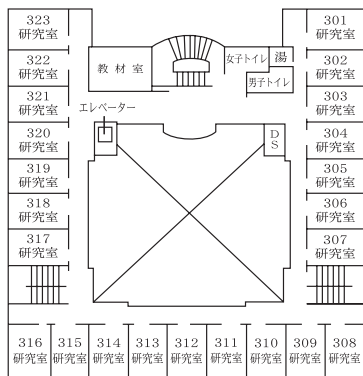 323
研究室
322
研究室
321
研究室
320
研究室
319
研究室
318
研究室
317
研究室
教材室
エレベーター
女子トイレ
湯
男子トイレ
DS
301
研究室
302
研究室
303
研究室
304
研究室
305
研究室
306
研究室
307
研究室
316
研究室
315
研究室
314
研究室
313
研究室
312
研究室
311
研究室
310
研究室
309
研究室
308
研究室